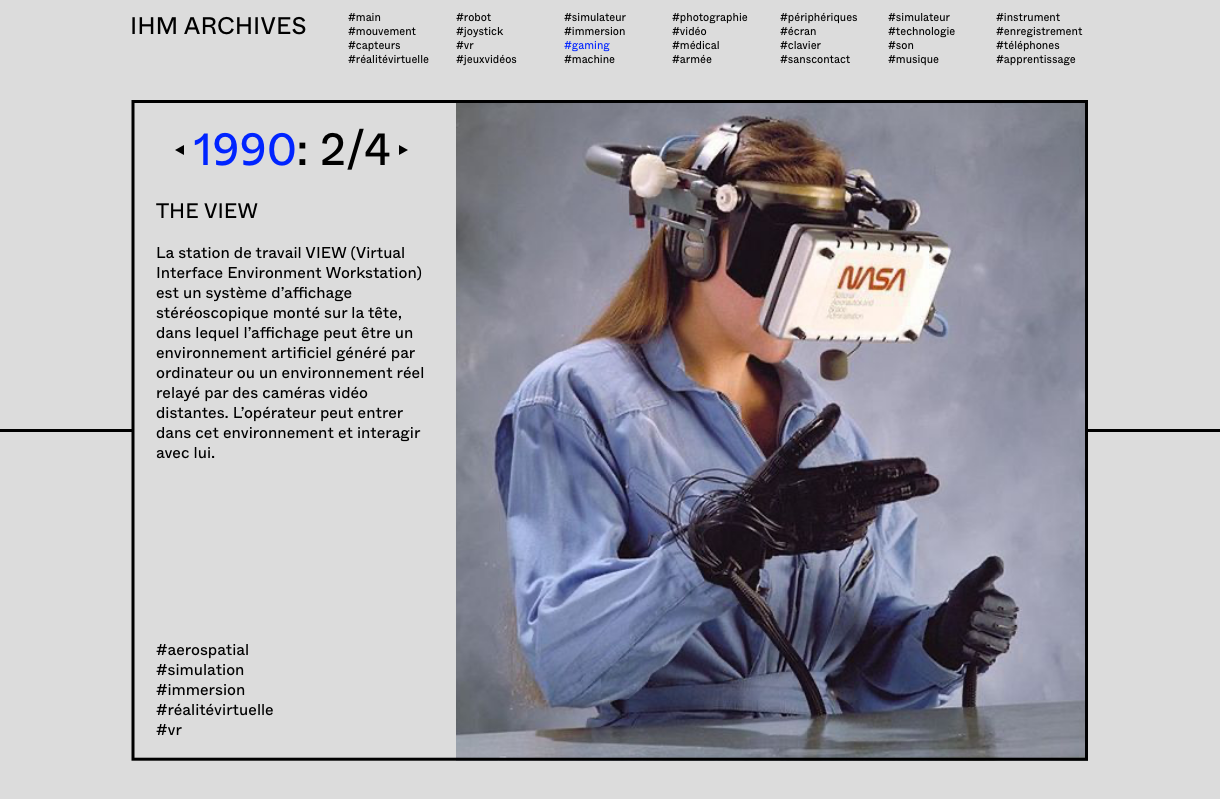 IHM ARCHIVES
#main
#mouvement
#capteurs
#réalitévirtuelle
#robot
#joystick
#vr
#jeuxvidéos
#simulateur
#immersion
#gaming
#machine
#photographie
#vidéo
#médical
#armée
#périphériques
#écran
#clavier
#sanscontact
#simulateur
#technologie
#son
#musique
#instrument
#enregistrement
#téléphones
#apprentissage
1990: 2/4
THE VIEW
La station de travail VIEW (Virtual
Interface Environment Workstation)
est un système d'affichage
stéréoscopique monté sur la tête,
dans lequel l'affichage peut être un
environnement artificiel généré par
ordinateur ou un environnement réel
relayé par des caméras vidéo
distantes. L'opérateur peut entrer
dans cet environnement et interagir
avec lui.
#aerospatial
#simulation
#immersion
#réalitévirtuelle
#vr
NASA
National
Aeronautics and
Space
Administration